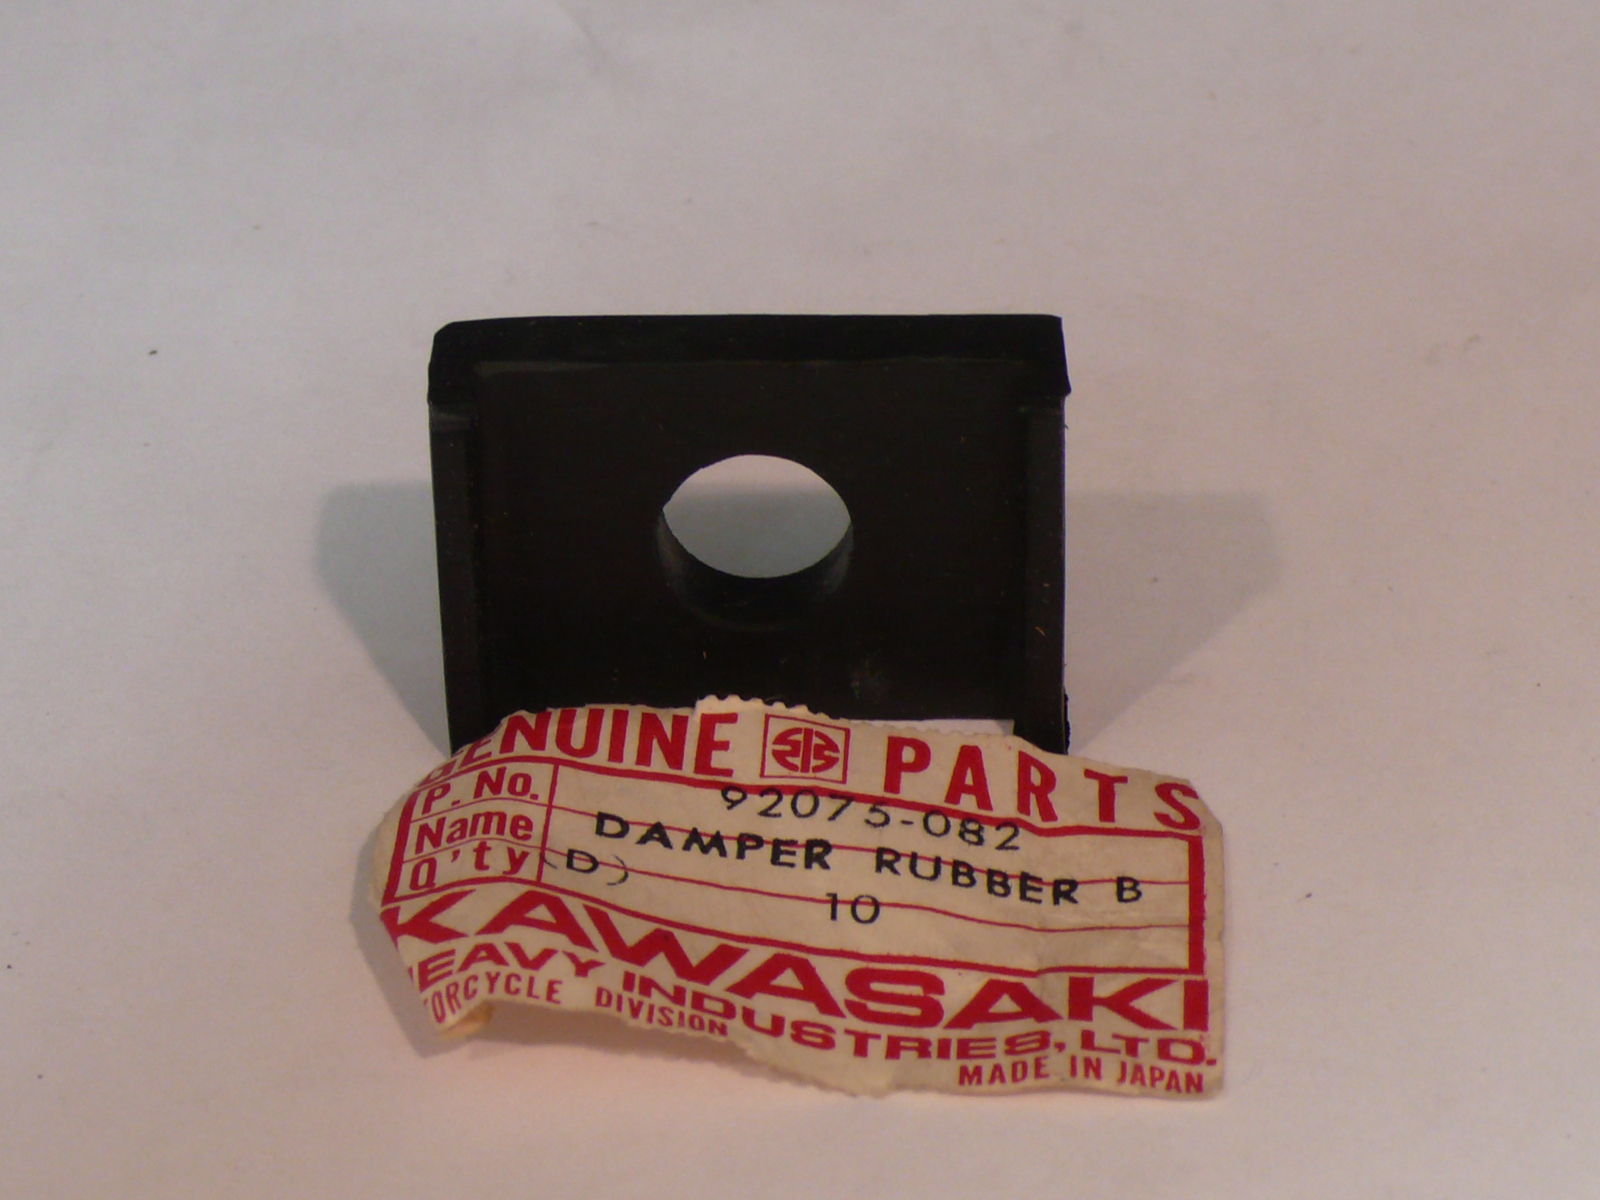 GENUINE PARTS
P. No. 92075-082
Name DAMPER RUBBER B
Q'ty (D) 10
KAWASAKI
HEAVY INDUSTRIES, LTD.
MOTORCYCLE DIVISION
MADE IN JAPAN